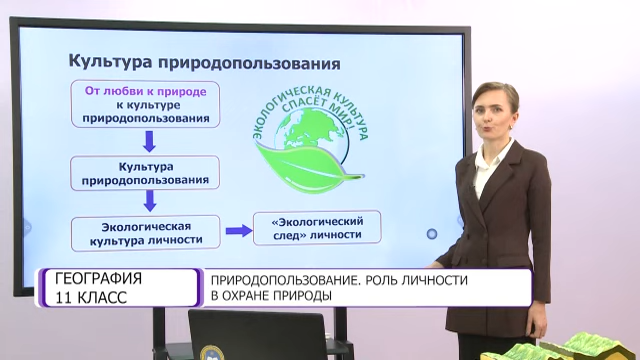 Культура природопользования
От любви к природе
к культуре
природопользования
ЭКОЛОГИЧЕСКАЯ КУЛЬТУРА
СПАСЁТ МИР!
Культура
природопользования
Экологическая
культура личности
«Экологический
след» личности
ГЕОГРАФИЯ
11 КЛАСС
ПРИРОДОПОЛЬЗОВАНИЕ. РОЛЬ ЛИЧНОСТИ
В ОХРАНЕ ПРИРОДЫ